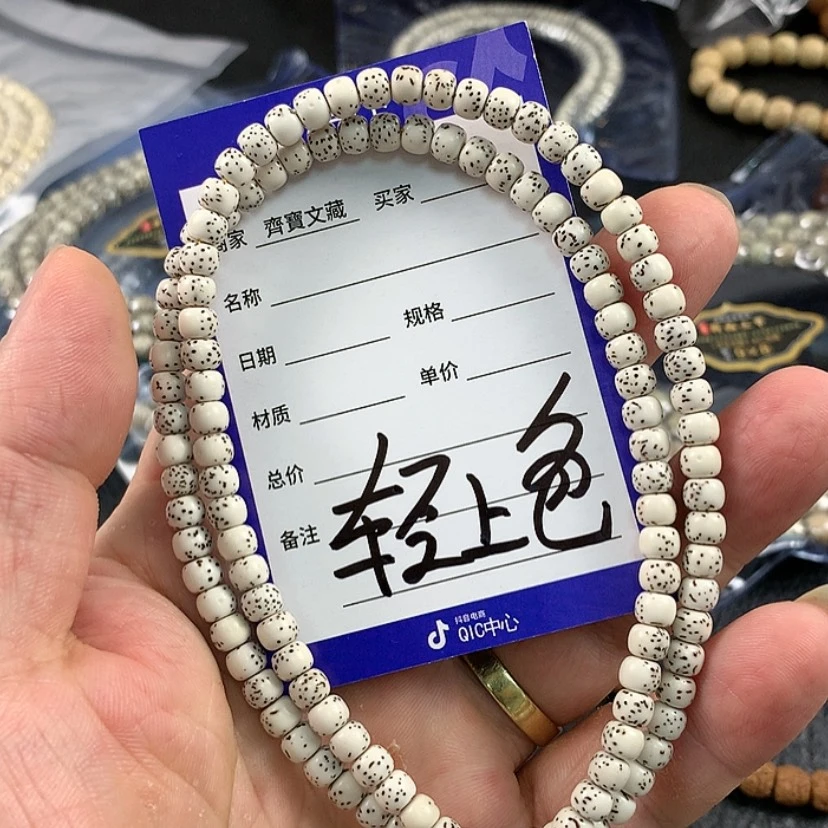 家 齊寶文藏 买家
名称
规格
日期
单价
材质
总价
备注
轻上色
抖音电商
QIC中心